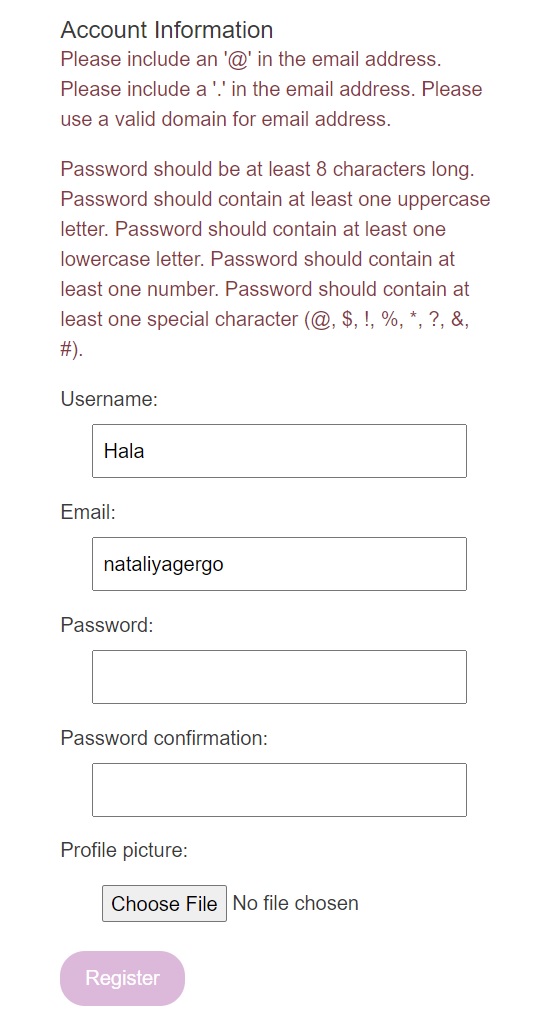 Account Information
Please include an '@' in the email address.
Please include a '.' in the email address. Please
use a valid domain for email address.
Password should be at least 8 characters long.
Password should contain at least one uppercase
letter. Password should contain at least one
lowercase letter. Password should contain at
least one number. Password should contain at
least one special character (@, $, !, %, *, ?, &,
#).
Username:
Hala
Email:
nataliyagergo
Password:
Password confirmation:
Profile picture:
Choose File No file chosen
Register